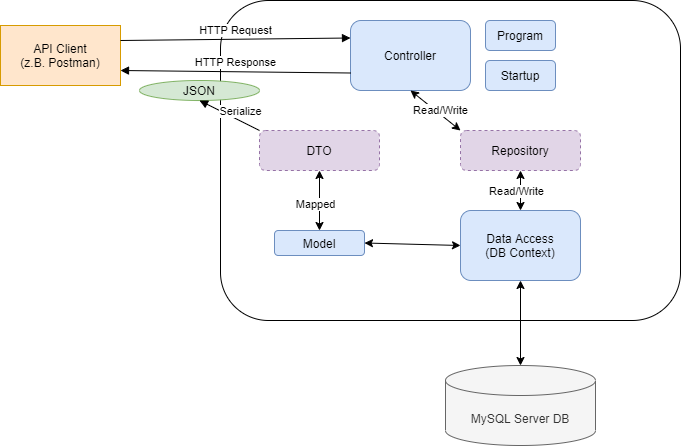 HTTP Request
API Client
(z.B. Postman)
Controller
Program
HTTP Response
Startup
JSON
Serialize
Read/Write
DTO
Repository
Read/Write
Mapped
Model
Data Access
(DB Context)
MySQL Server DB